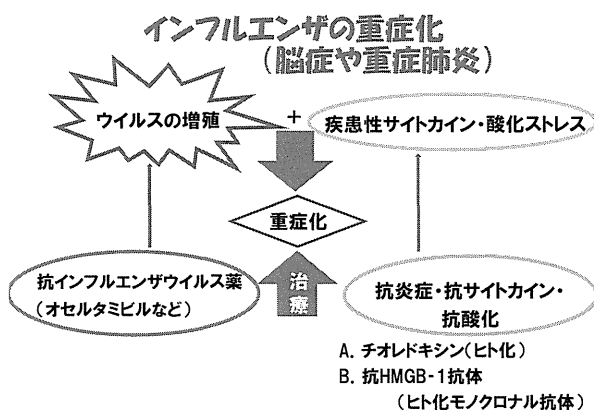 インフルエンザの重症化
(脳症や重症肺炎)
ウイルスの増殖
+
疾患性サイトカイン・酸化ストレス
重症化
抗インフルエンザウイルス薬
(オセルタミビルなど)
治療
抗炎症・抗サイトカイン・
抗酸化
A. チオレドキシン(ヒト化)
B. 抗HMGB-1抗体
(ヒト化モノクロナル抗体)